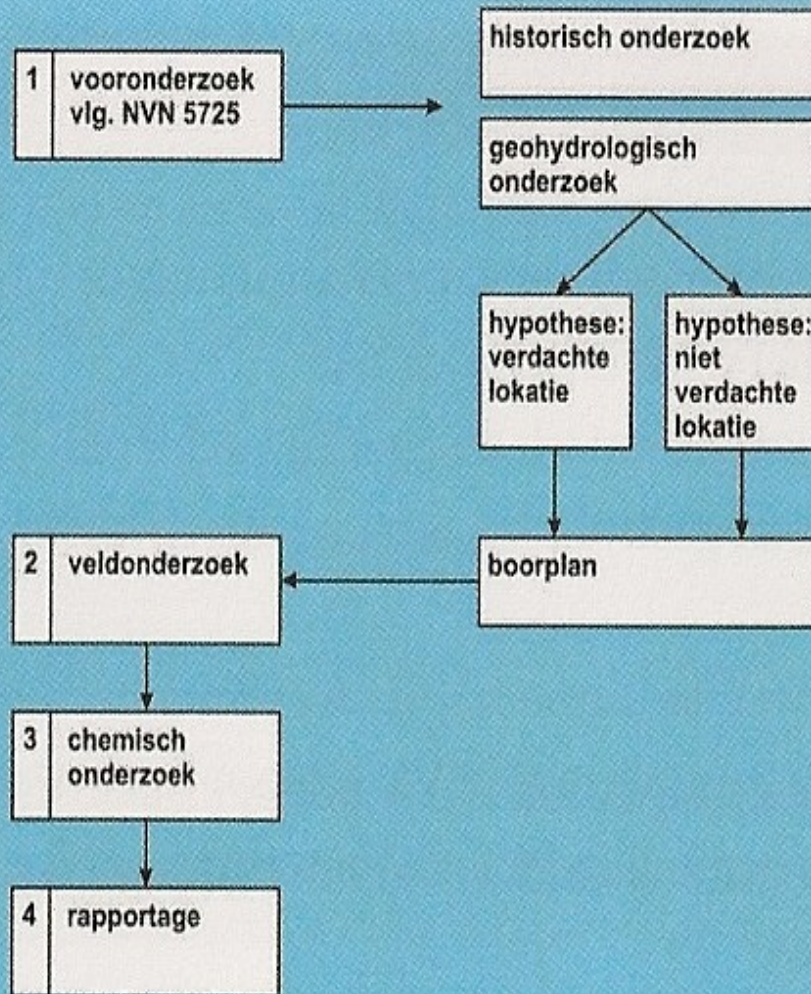 1 vooronderzoek
vlg. NVN 5725
historisch onderzoek
geohydrologisch
onderzoek
hypothese:
verdachte
lokatie
hypothese:
niet
verdachte
lokatie
boorplan
2 veldonderzoek
3 chemisch
onderzoek
4 rapportage